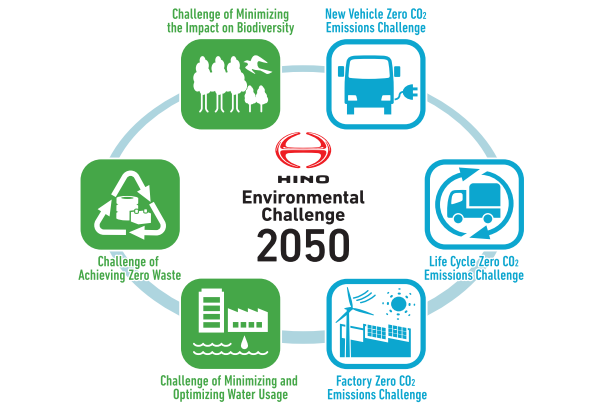 Challenge of Minimizing
the Impact on Biodiversity
New Vehicle Zero CO2
Emissions Challenge
HINO
Environmental
Challenge
2050
Challenge of
Achieving Zero Waste
Life Cycle Zero CO2
Emissions Challenge
Challenge of Minimizing and
Optimizing Water Usage
Factory Zero CO2
Emissions Challenge